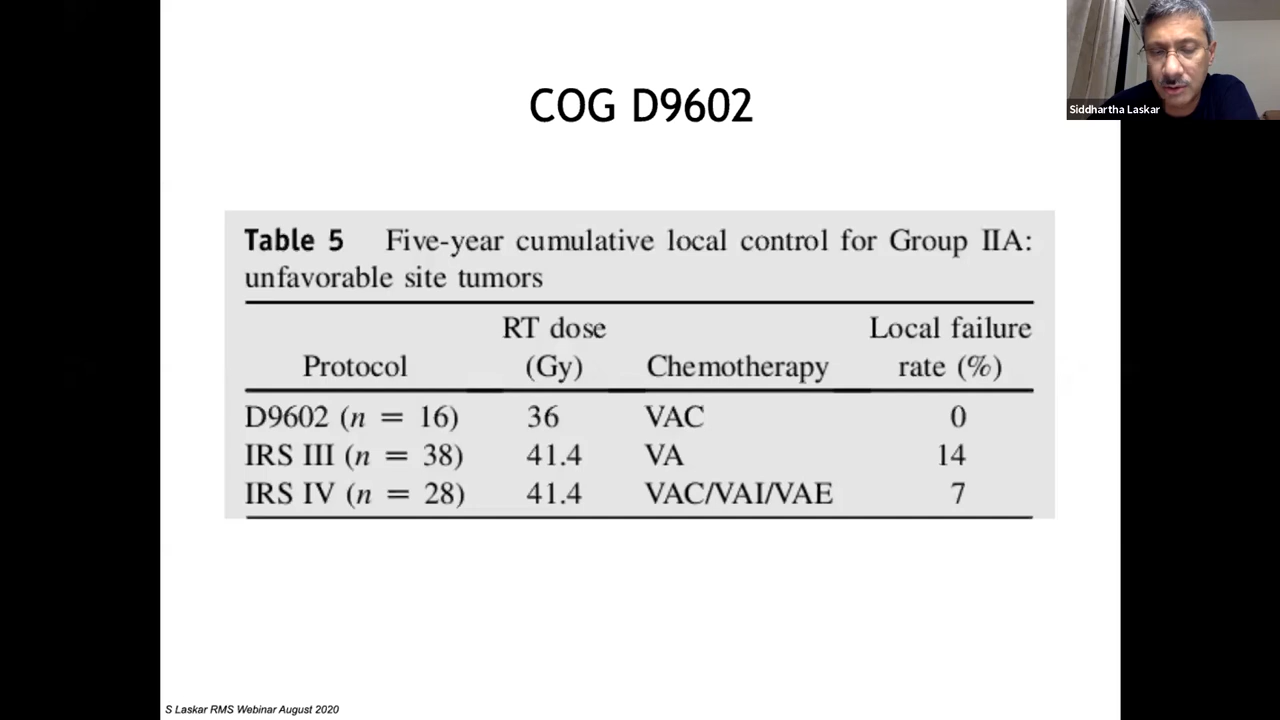 COG D9602
Siddhartha Laskar
Table 5 Five-year cumulative local control for Group IIA:
unfavorable site tumors
RT dose Local failure
Protocol (Gy) Chemotherapy rate (%)
D9602 (n = 16) 36 VAC 0
IRS III (n = 38) 41.4 VA 14
IRS IV (n = 28) 41.4 VAC/VAI/VAE 7
S Laskar RMS Webinar August 2020